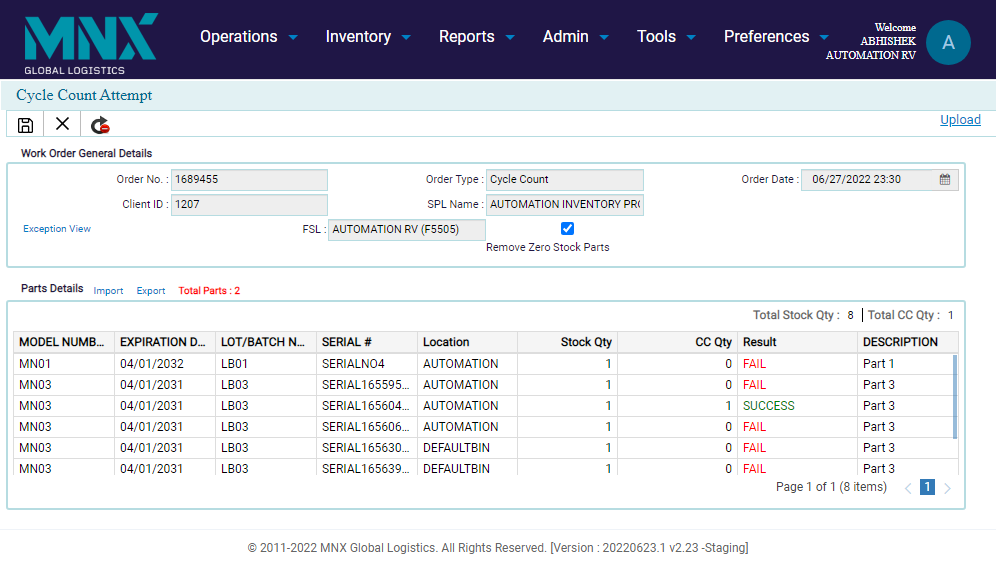 MNX
GLOBAL LOGISTICS
Operations Inventory Reports Admin Tools Preferences
Welcome
ABHISHEK
AUTOMATION RV
A
Cycle Count Attempt
Upload
Work Order General Details
Order No. : 1689455 Order Type : Cycle Count Order Date : 06/27/2022 23:30
Client ID : 1207 SPL Name : AUTOMATION INVENTORY PR
Exception View FSL : AUTOMATION RV (F5505)
Remove Zero Stock Parts
Parts Details Import Export Total Parts : 2
Total Stock Qty : 8 Total CC Qty : 1
MODEL NUMB... EXPIRATION D... LOT/BATCH N... SERIAL # Location Stock Qty CC Qty Result DESCRIPTION
MN01 04/01/2032 LB01 SERIALNO4 AUTOMATION 1 0 FAIL Part 1
MN03 04/01/2031 LB03 SERIAL165595... AUTOMATION 1 0 FAIL Part 3
MN03 04/01/2031 LB03 SERIAL165604... AUTOMATION 1 1 SUCCESS Part 3
MN03 04/01/2031 LB03 SERIAL165606... AUTOMATION 1 0 FAIL Part 3
MN03 04/01/2031 LB03 SERIAL165630... DEFAULTBIN 1 0 FAIL Part 3
MN03 04/01/2031 LB03 SERIAL165639... DEFAULTBIN 1 0 FAIL Part 3
Page 1 of 1 (8 items) 1
© 2011-2022 MNX Global Logistics. All Rights Reserved. [Version : 20220623.1 v2.23 -Staging]